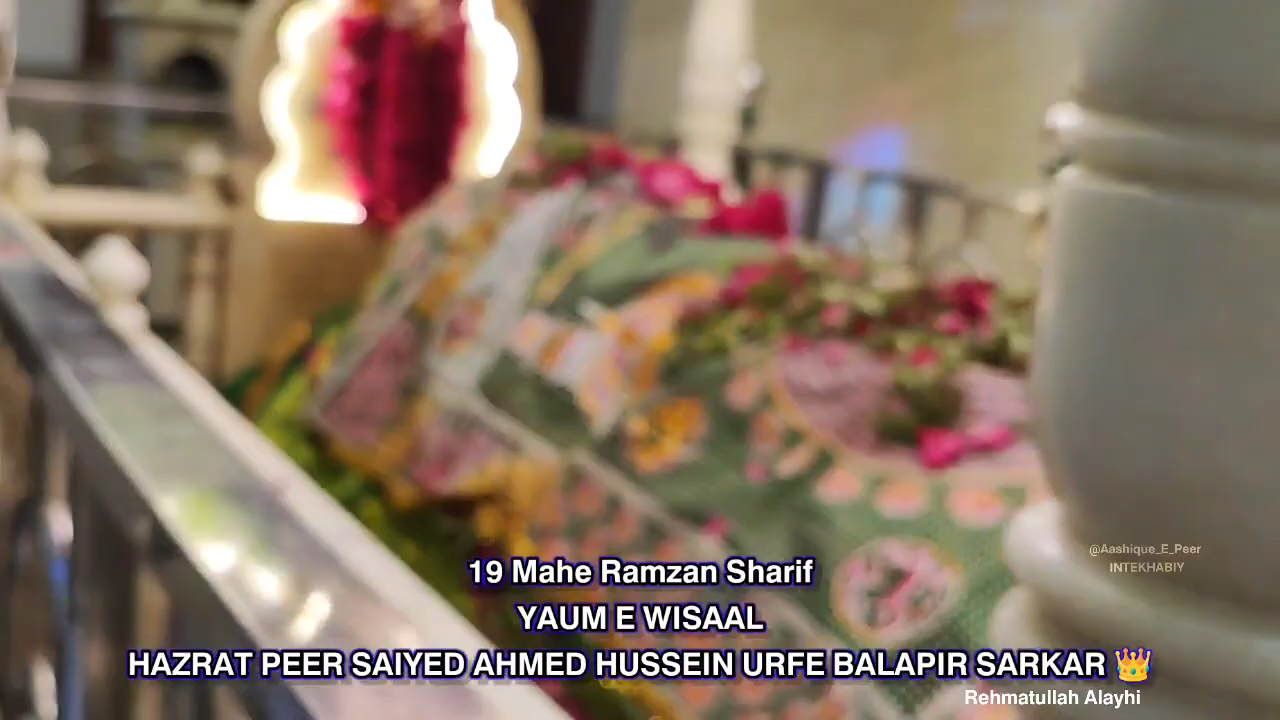 @Aashique_E_Peer
INTEKHABIY
19 Mahe Ramzan Sharif
YAUM E WISAAL
HAZRAT PEER SAIYED AHMED HUSSEIN URFE BALAPIR SARKAR 👑
Rehmatullah Alayhi